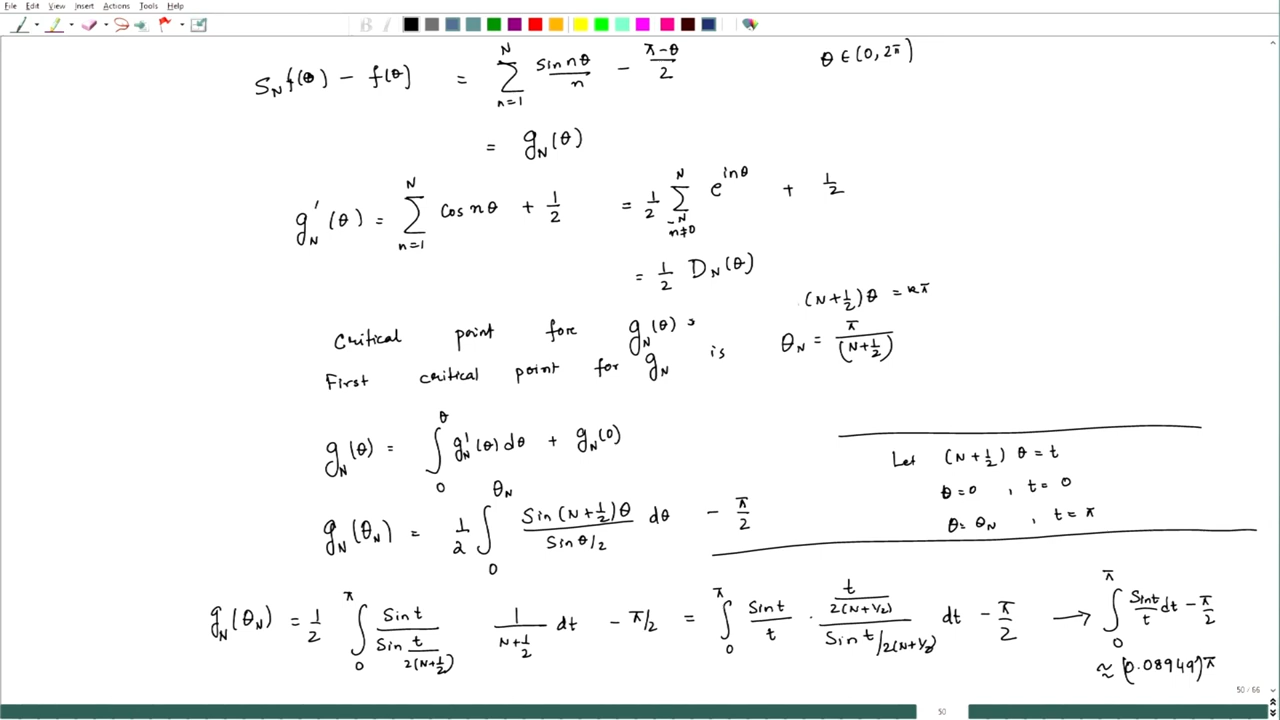 File Edit View Insert Actions Tools Help
S_N f(θ) − f(θ) = Σ_{n=1}^{N} sin nθ / n − (π−θ)/2 θ ∈ (0, 2π)
= g_N(θ)
g_N'(θ) = Σ_{n=1}^{N} cos nθ + 1/2 = 1/2 Σ_{-N, n≠0}^{N} e^{inθ} + 1/2
= 1/2 D_N(θ)
(N+1/2)θ = kπ
Critical point fore g_N(θ) :
First critical point for g_N is θ_N = π/(N+1/2)
g_N(θ) = ∫_0^θ g_N'(θ) dθ + g_N(0)
Let (N+1/2) θ = t
θ=0 , t=0
θ=θ_N , t=π
g_N(θ_N) = 1/2 ∫_0^{θ_N} Sin(N+1/2)θ / Sin θ/2 dθ − π/2
g_N(θ_N) = 1/2 ∫_0^π Sin t / Sin t/2(N+1/2) 1/(N+1/2) dt − π/2 = ∫_0^π Sint/t · (t/2(N+1/2)) / (Sin t/2(N+1/2)) dt − π/2 → ∫_0^π Sint/t dt − π/2
≈ (0.08949)π
50 / 66
50